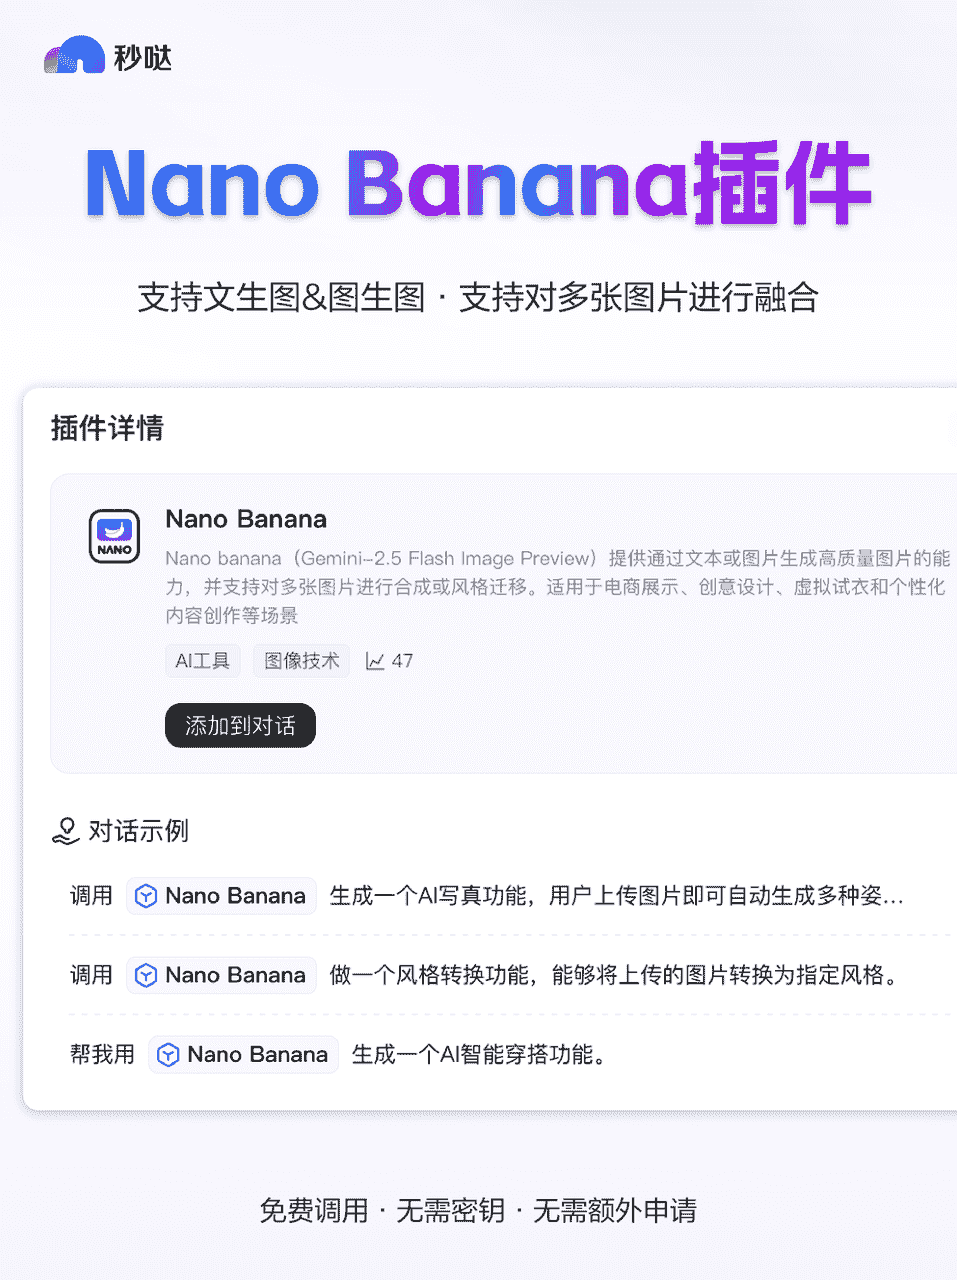 秒哒
Nano Banana插件
支持文生图&图生图 · 支持对多张图片进行融合
插件详情
NANO
Nano Banana
Nano banana（Gemini-2.5 Flash Image Preview）提供通过文本或图片生成高质量图片的能
力，并支持对多张图片进行合成或风格迁移。适用于电商展示、创意设计、虚拟试衣和个性化
内容创作等场景
AI工具 图像技术 47
添加到对话
对话示例
调用 Nano Banana 生成一个AI写真功能，用户上传图片即可自动生成多种姿...
调用 Nano Banana 做一个风格转换功能，能够将上传的图片转换为指定风格。
帮我用 Nano Banana 生成一个AI智能穿搭功能。
免费调用 · 无需密钥 · 无需额外申请